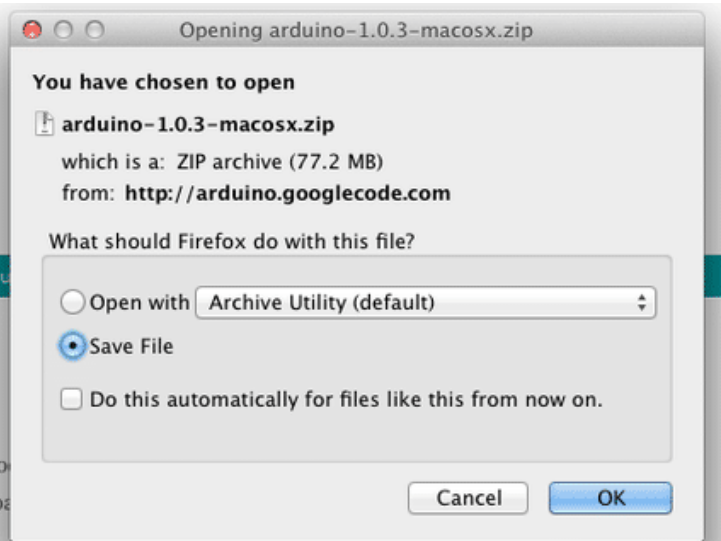 Opening arduino-1.0.3-macosx.zip
You have chosen to open
arduino-1.0.3-macosx.zip
which is a: ZIP archive (77.2 MB)
from: http://arduino.googlecode.com
What should Firefox do with this file?
Open with Archive Utility (default)
Save File
Do this automatically for files like this from now on.
Cancel OK